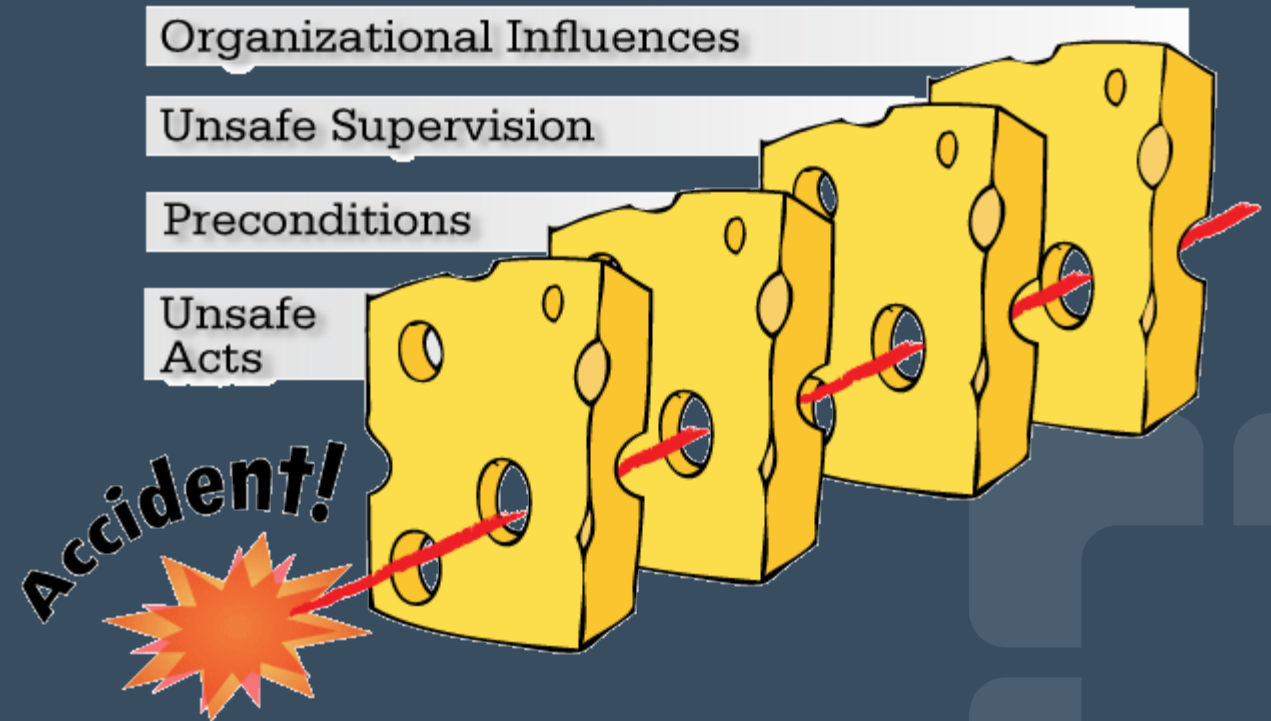 Organizational Influences
Unsafe Supervision
Preconditions
Unsafe
Acts
Accident!